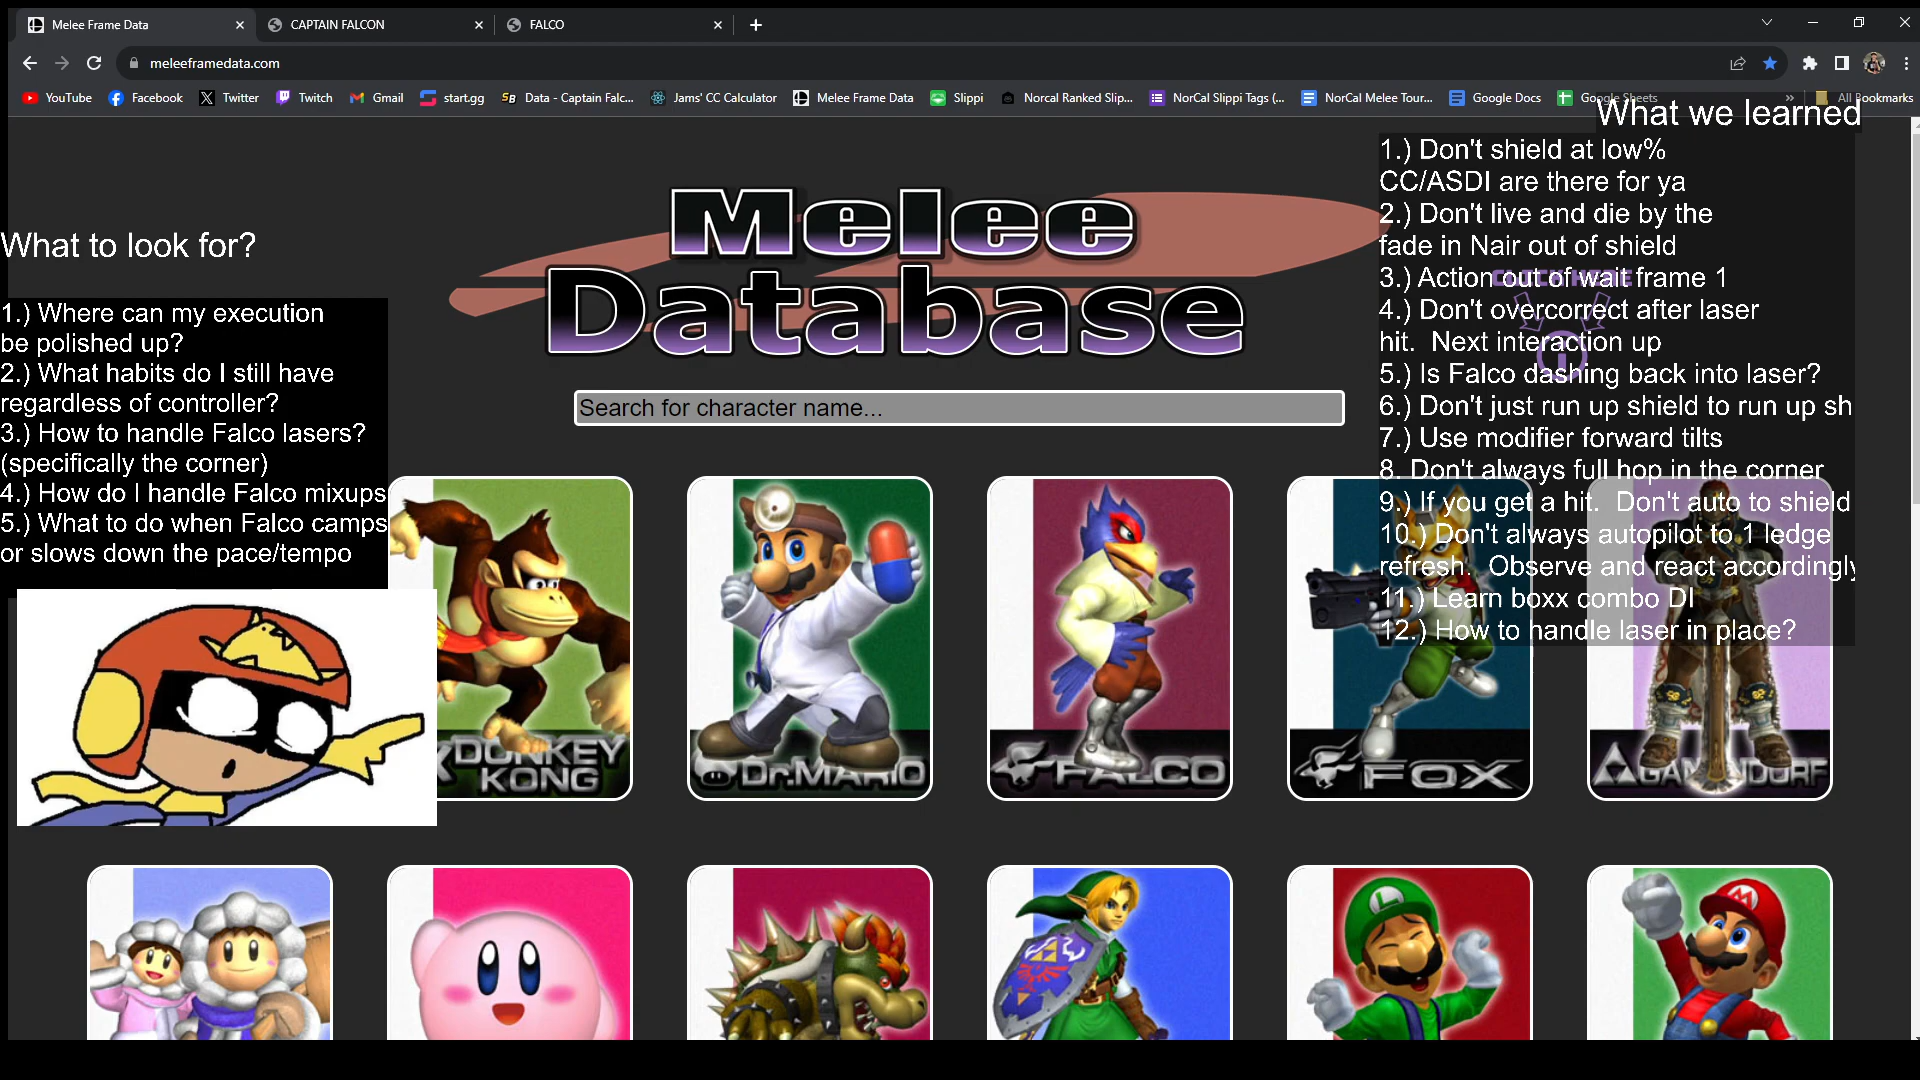 Melee Frame Data
CAPTAIN FALCON
FALCO
meleeframedata.com
YouTube
Facebook
Twitter
Twitch
Gmail
start.gg
Data - Captain Falc...
Jams' CC Calculator
Melee Frame Data
Slippi
Norcal Ranked Slip...
NorCal Slippi Tags (...
NorCal Melee Tour...
Google Docs
Google Sheets
All Bookmarks
What we learned
1.) Don't shield at low%
CC/ASDI are there for ya
2.) Don't live and die by the
fade in Nair out of shield
3.) Action out of wait frame 1
4.) Don't overcorrect after laser
hit. Next interaction up
5.) Is Falco dashing back into laser?
6.) Don't just run up shield to run up sh
7.) Use modifier forward tilts
8. Don't always full hop in the corner
9.) If you get a hit. Don't auto to shield
10.) Don't always autopilot to 1 ledge
refresh. Observe and react accordingly
11.) Learn boxx combo DI
12.) How to handle laser in place?
CLICK HERE
Melee
Database
Search for character name...
What to look for?
1.) Where can my execution
be polished up?
2.) What habits do I still have
regardless of controller?
3.) How to handle Falco lasers?
(specifically the corner)
4.) How do I handle Falco mixups
5.) What to do when Falco camps
or slows down the pace/tempo
DONKEY
KONG
Dr.MARIO
FALCO
FOX
GANONDORF